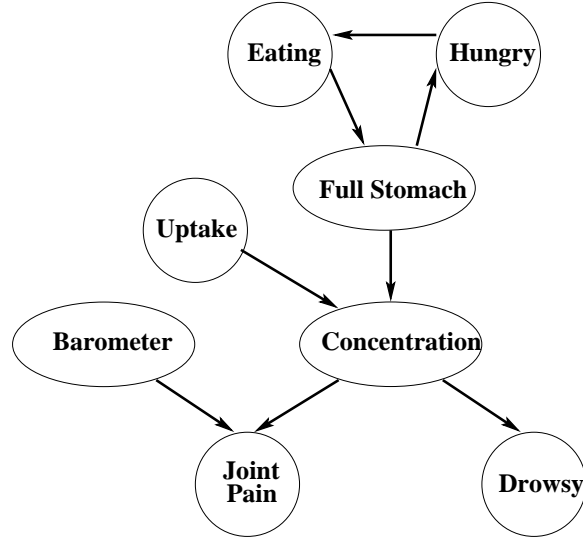 Eating
Hungry
Full Stomach
Uptake
Barometer
Concentration
Joint
Pain
Drowsy